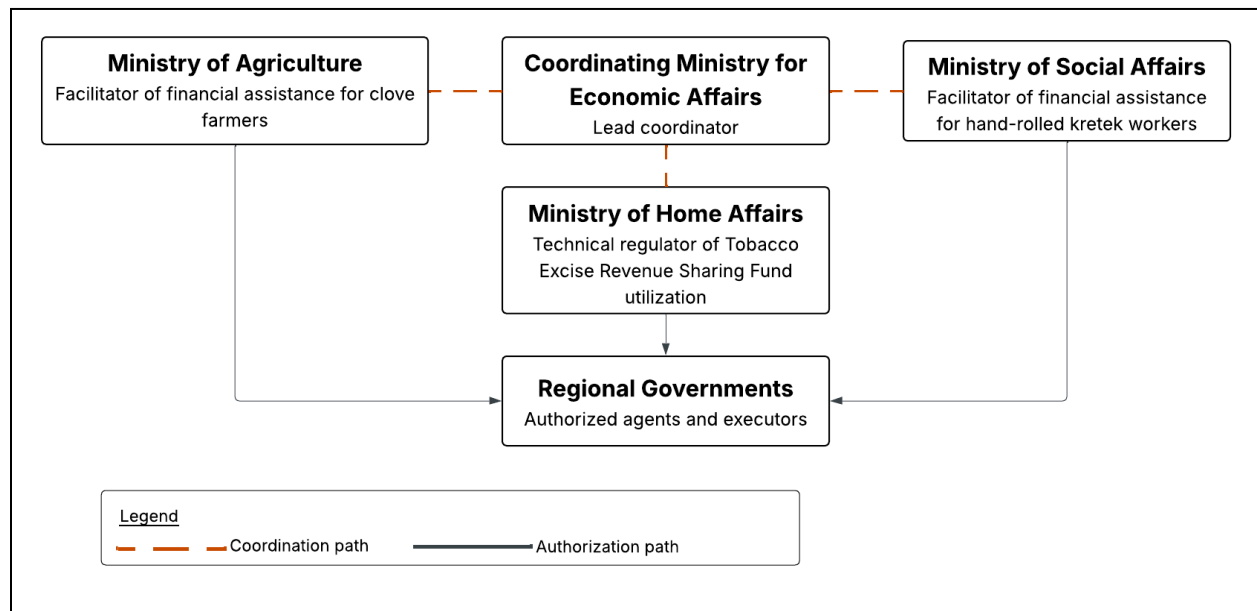 Ministry of Agriculture
Facilitator of financial assistance for clove
farmers
Coordinating Ministry for
Economic Affairs
Lead coordinator
Ministry of Social Affairs
Facilitator of financial assistance
for hand-rolled kretek workers
Ministry of Home Affairs
Technical regulator of Tobacco
Excise Revenue Sharing Fund
utilization
Regional Governments
Authorized agents and executors
Legend
Coordination path
Authorization path